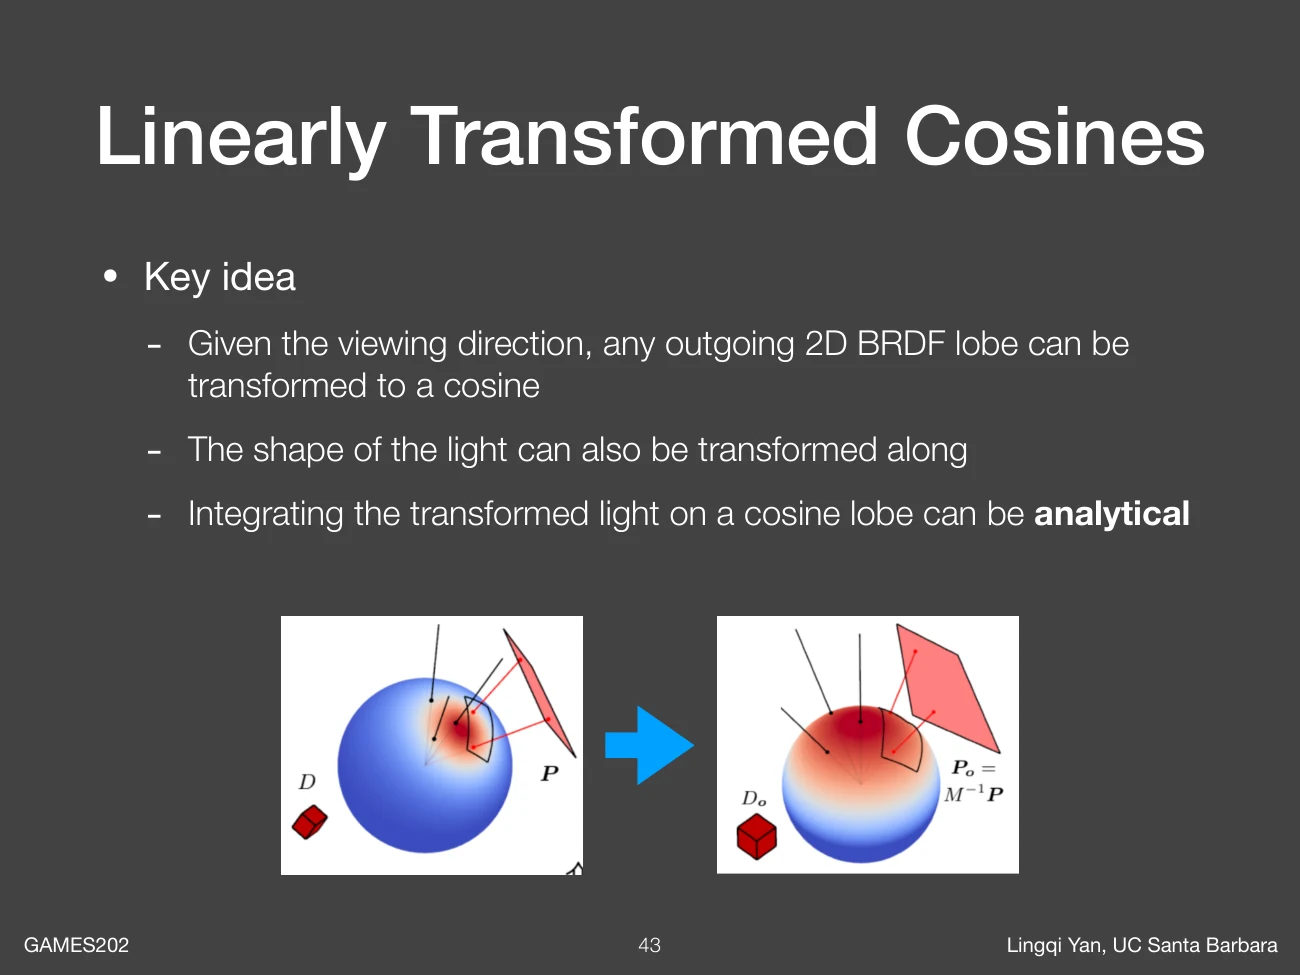 Linearly Transformed Cosines
• Key idea
- Given the viewing direction, any outgoing 2D BRDF lobe can be
transformed to a cosine
- The shape of the light can also be transformed along
- Integrating the transformed light on a cosine lobe can be analytical
D
P
Dₒ
Pₒ =
M⁻¹P
GAMES202
43
Lingqi Yan, UC Santa Barbara